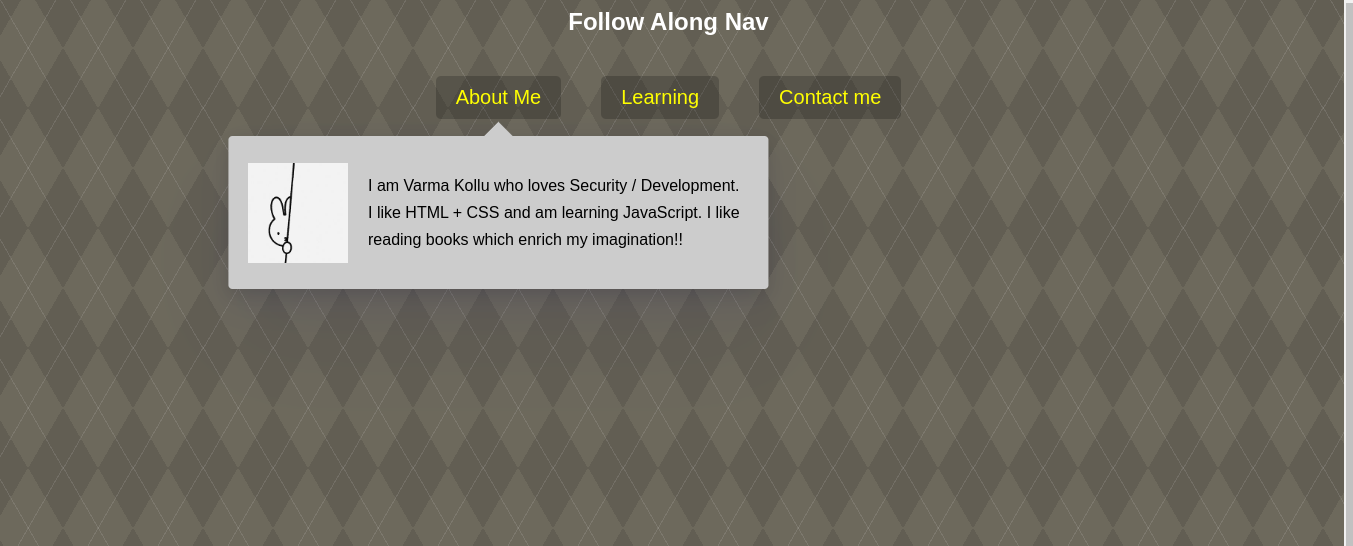 Follow Along Nav
About Me
Learning
Contact me
I am Varma Kollu who loves Security / Development.
I like HTML + CSS and am learning JavaScript. I like
reading books which enrich my imagination!!